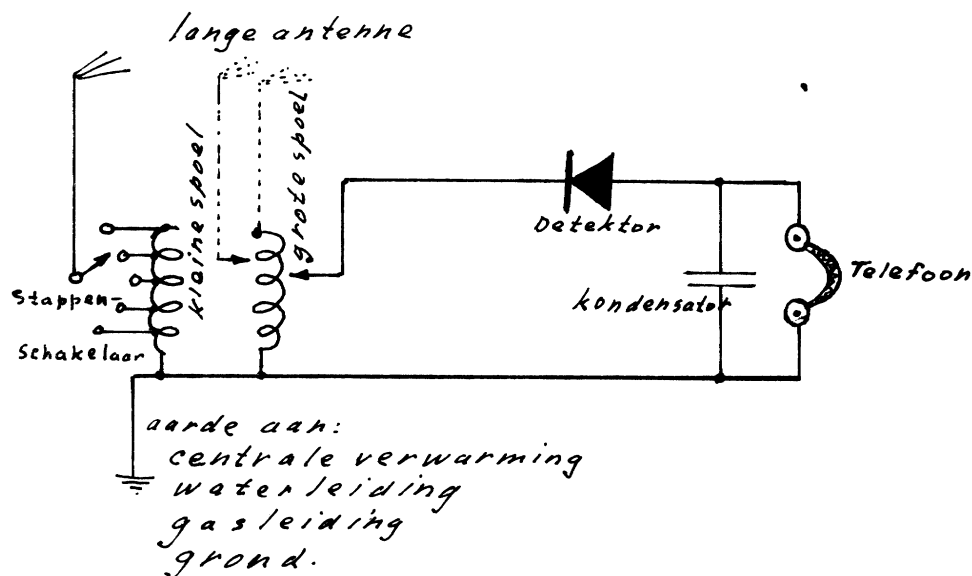 lange antenne
kleine spoel
grote spoel
Detektor
kondensator
Telefoon
Stappen-
Schakelaar
aarde aan:
centrale verwarming
waterleiding
gasleiding
grond.